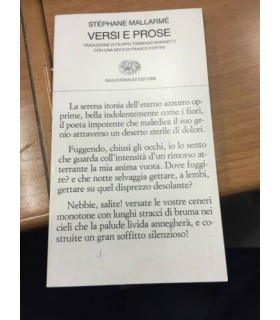 STÉPHANE MALLARMÉ
VERSI E PROSE
TRADUZIONE DI FILIPPO TOMMASO MARINETTI
CON UNA NOTA DI FRANCO FORTINI
GIULIO EINAUDI EDITORE
La serena ironia dell'eterno azzurro op-
prime, bella indolentemente come i fiori,
il poeta impotente che maledice il suo ge-
nio attraverso un deserto sterile di dolori.
Fuggendo, chiusi gli occhi, io lo sento
che guarda coll'intensità d'un rimorso at-
terrante la mia anima vuota. Dove fuggi-
re? e che notte selvaggia gettare, a lembi,
gettare su quel disprezzo desolante?
Nebbie, salite! versate le vostre ceneri
monotone con lunghi stracci di bruma nei
cieli che la palude livida annegherà, e co-
struite un gran soffitto silenzioso!